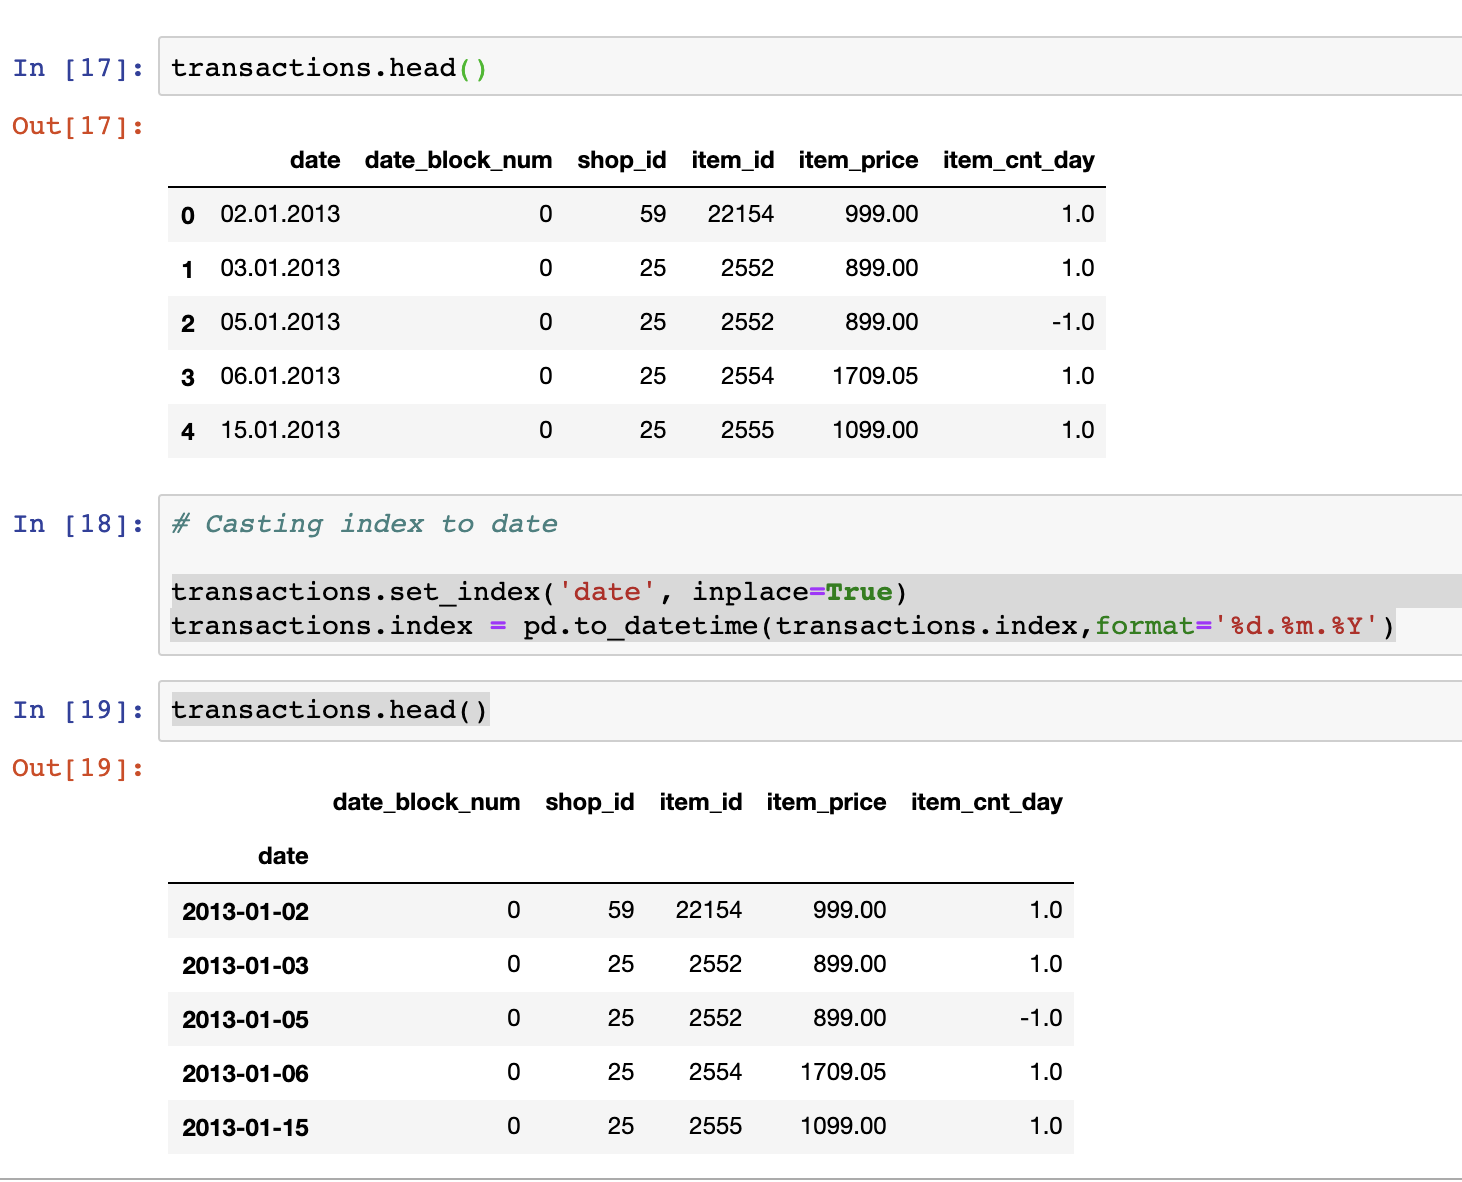 In [17]: transactions.head()
Out[17]:
date date_block_num shop_id item_id item_price item_cnt_day
0 02.01.2013 0 59 22154 999.00 1.0
1 03.01.2013 0 25 2552 899.00 1.0
2 05.01.2013 0 25 2552 899.00 -1.0
3 06.01.2013 0 25 2554 1709.05 1.0
4 15.01.2013 0 25 2555 1099.00 1.0
In [18]: # Casting index to date
transactions.set_index('date', inplace=True)
transactions.index = pd.to_datetime(transactions.index,format='%d.%m.%Y')
In [19]: transactions.head()
Out[19]:
date_block_num shop_id item_id item_price item_cnt_day
date
2013-01-02 0 59 22154 999.00 1.0
2013-01-03 0 25 2552 899.00 1.0
2013-01-05 0 25 2552 899.00 -1.0
2013-01-06 0 25 2554 1709.05 1.0
2013-01-15 0 25 2555 1099.00 1.0